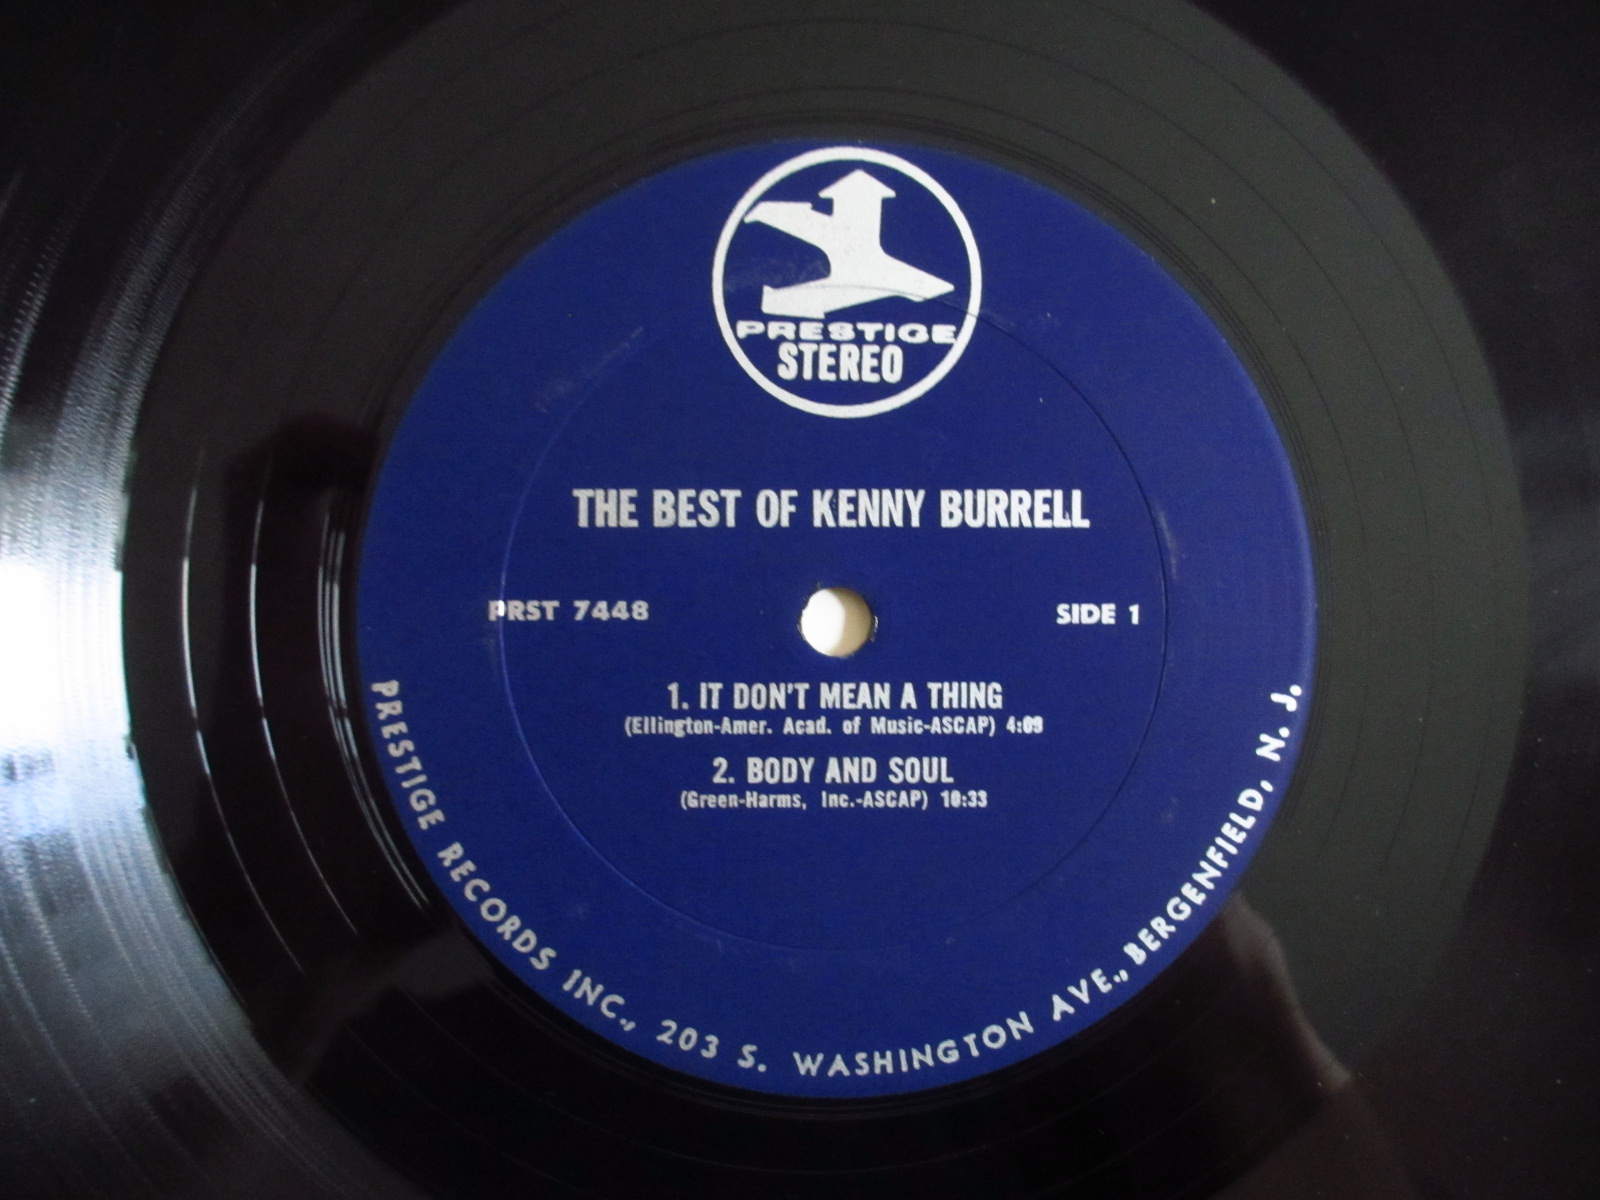 PRESTIGE
STEREO
THE BEST OF KENNY BURRELL
PRST 7448
SIDE 1
1. IT DON'T MEAN A THING
(Ellington-Amer. Acad. of Music-ASCAP) 4:09
2. BODY AND SOUL
(Green-Harms, Inc.-ASCAP) 10:33
PRESTIGE RECORDS INC., 203 S. WASHINGTON AVE., BERGENFIELD, N. J.